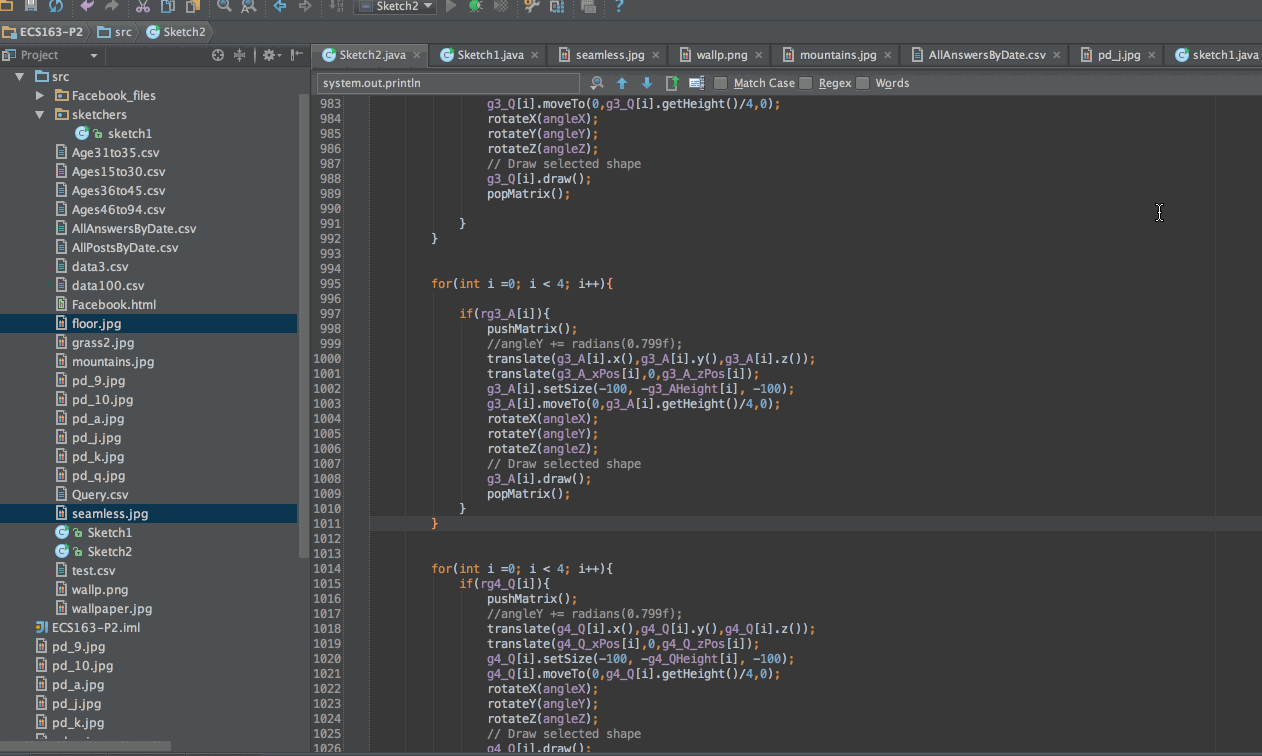 Sketch2
ECS163-P2 src Sketch2
Project
Sketch2.java Sketch1.java seamless.jpg wallp.png mountains.jpg AllAnswersByDate.csv pd_j.jpg sketch1.java
system.out.println Match Case Regex Words
src
Facebook_files
sketchers
sketch1
Age31to35.csv
Ages15to30.csv
Ages36to45.csv
Ages46to94.csv
AllAnswersByDate.csv
AllPostsByDate.csv
data3.csv
data100.csv
Facebook.html
floor.jpg
grass2.jpg
mountains.jpg
pd_9.jpg
pd_10.jpg
pd_a.jpg
pd_j.jpg
pd_k.jpg
pd_q.jpg
Query.csv
seamless.jpg
Sketch1
Sketch2
test.csv
wallp.png
wallpaper.jpg
ECS163-P2.iml
pd_9.jpg
pd_10.jpg
pd_a.jpg
pd_j.jpg
pd_k.jpg
983 g3_Q[i].moveTo(0,g3_Q[i].getHeight()/4,0);
984 rotateX(angleX);
985 rotateY(angleY);
986 rotateZ(angleZ);
987 // Draw selected shape
988 g3_Q[i].draw();
989 popMatrix();
990
991 }
992 }
993
994
995 for(int i =0; i < 4; i++){
996
997 if(rg3_A[i]){
998 pushMatrix();
999 //angleY += radians(0.799f);
1000 translate(g3_A[i].x(),g3_A[i].y(),g3_A[i].z());
1001 translate(g3_A_xPos[i],0,g3_A_zPos[i]);
1002 g3_A[i].setSize(-100, -g3_AHeight[i], -100);
1003 g3_A[i].moveTo(0,g3_A[i].getHeight()/4,0);
1004 rotateX(angleX);
1005 rotateY(angleY);
1006 rotateZ(angleZ);
1007 // Draw selected shape
1008 g3_A[i].draw();
1009 popMatrix();
1010 }
1011 }
1012
1013
1014 for(int i =0; i < 4; i++){
1015 if(rg4_Q[i]){
1016 pushMatrix();
1017 //angleY += radians(0.799f);
1018 translate(g4_Q[i].x(),g4_Q[i].y(),g4_Q[i].z());
1019 translate(g4_Q_xPos[i],0,g4_Q_zPos[i]);
1020 g4_Q[i].setSize(-100, -g4_QHeight[i], -100);
1021 g4_Q[i].moveTo(0,g4_Q[i].getHeight()/4,0);
1022 rotateX(angleX);
1023 rotateY(angleY);
1024 rotateZ(angleZ);
1025 // Draw selected shape
1026 g4_Q[i].draw();